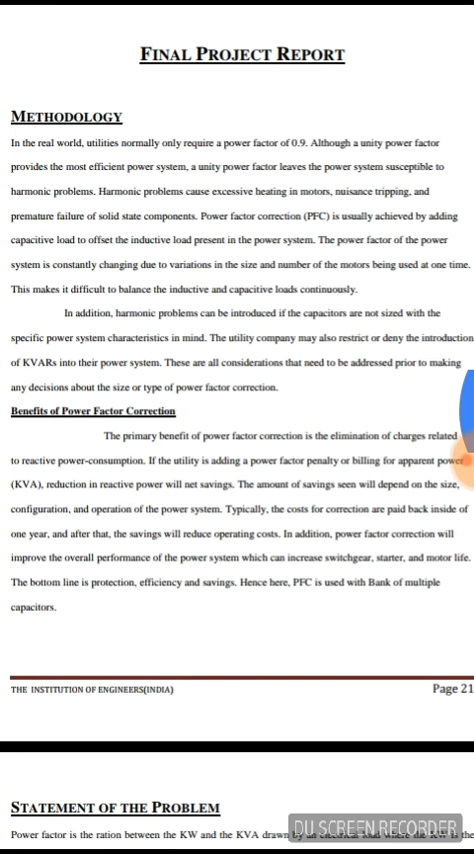 FINAL PROJECT REPORT
METHODOLOGY
In the real world, utilities normally only require a power factor of 0.9. Although a unity power factor
provides the most efficient power system, a unity power factor leaves the power system susceptible to
harmonic problems. Harmonic problems cause excessive heating in motors, nuisance tripping, and
premature failure of solid state components. Power factor correction (PFC) is usually achieved by adding
capacitive load to offset the inductive load present in the power system. The power factor of the power
system is constantly changing due to variations in the size and number of the motors being used at one time.
This makes it difficult to balance the inductive and capacitive loads continuously.
In addition, harmonic problems can be introduced if the capacitors are not sized with the
specific power system characteristics in mind. The utility company may also restrict or deny the introduction
of KVARs into their power system. These are all considerations that need to be addressed prior to making
any decisions about the size or type of power factor correction.
Benefits of Power Factor Correction
The primary benefit of power factor correction is the elimination of charges related
to reactive power-consumption. If the utility is adding a power factor penalty or billing for apparent power
(KVA), reduction in reactive power will net savings. The amount of savings seen will depend on the size,
configuration, and operation of the power system. Typically, the costs for correction are paid back inside of
one year, and after that, the savings will reduce operating costs. In addition, power factor correction will
improve the overall performance of the power system which can increase switchgear, starter, and motor life.
The bottom line is protection, efficiency and savings. Hence here, PFC is used with Bank of multiple
capacitors.
THE INSTITUTION OF ENGINEERS(INDIA) Page 21
STATEMENT OF THE PROBLEM
Power factor is the ration between the KW and the KVA drawn by an electrical load where the KW is the
DU SCREEN RECORDER